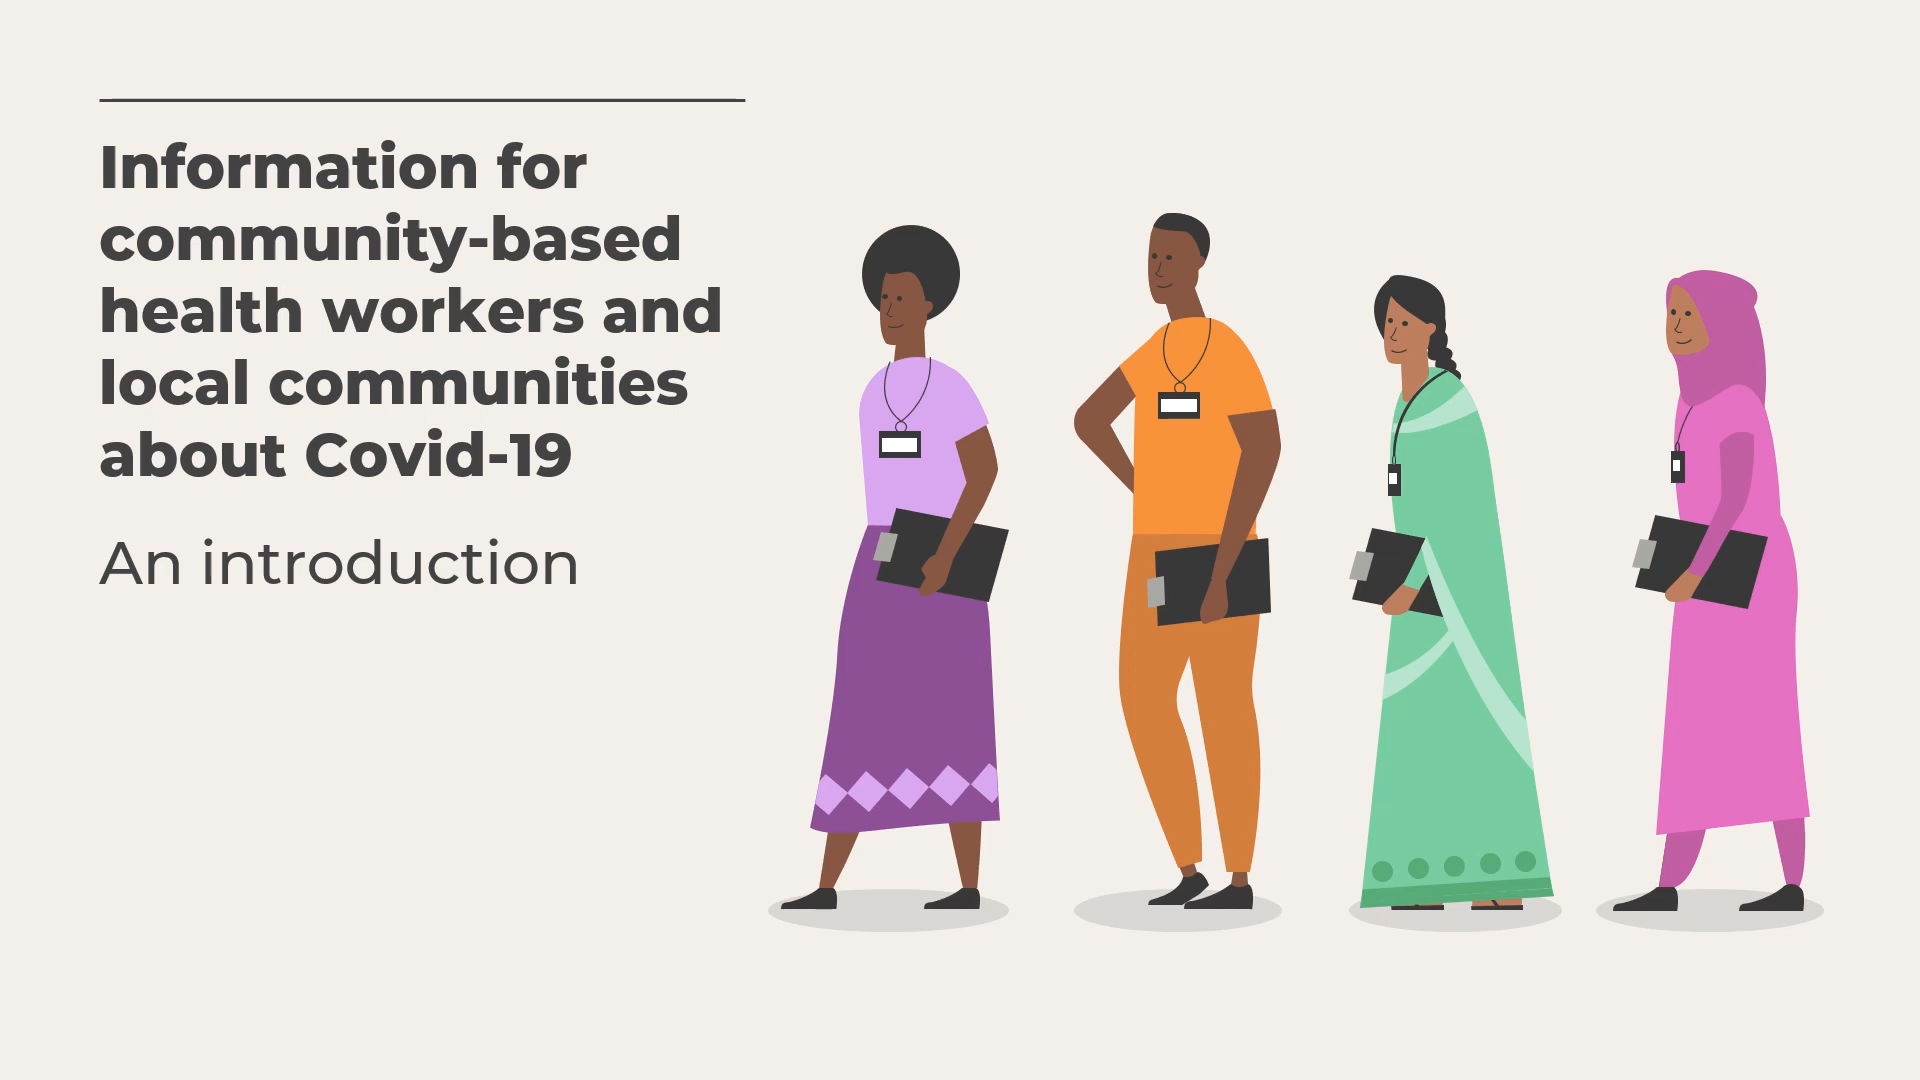 Information for
community-based
health workers and
local communities
about Covid-19
An introduction